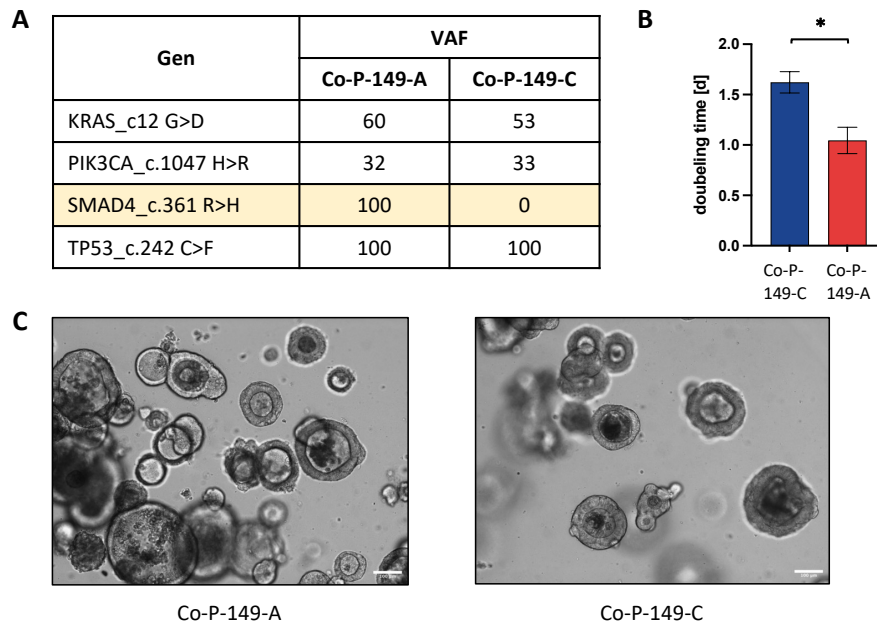 A
Gen
VAF
Co-P-149-A Co-P-149-C
KRAS_c12 G>D 60 53
PIK3CA_c.1047 H>R 32 33
SMAD4_c.361 R>H 100 0
TP53_c.242 C>F 100 100
B
*
doubeling time [d]
2.0
1.5
1.0
0.5
0.0
Co-P-
149-C
Co-P-
149-A
C
Co-P-149-A
Co-P-149-C